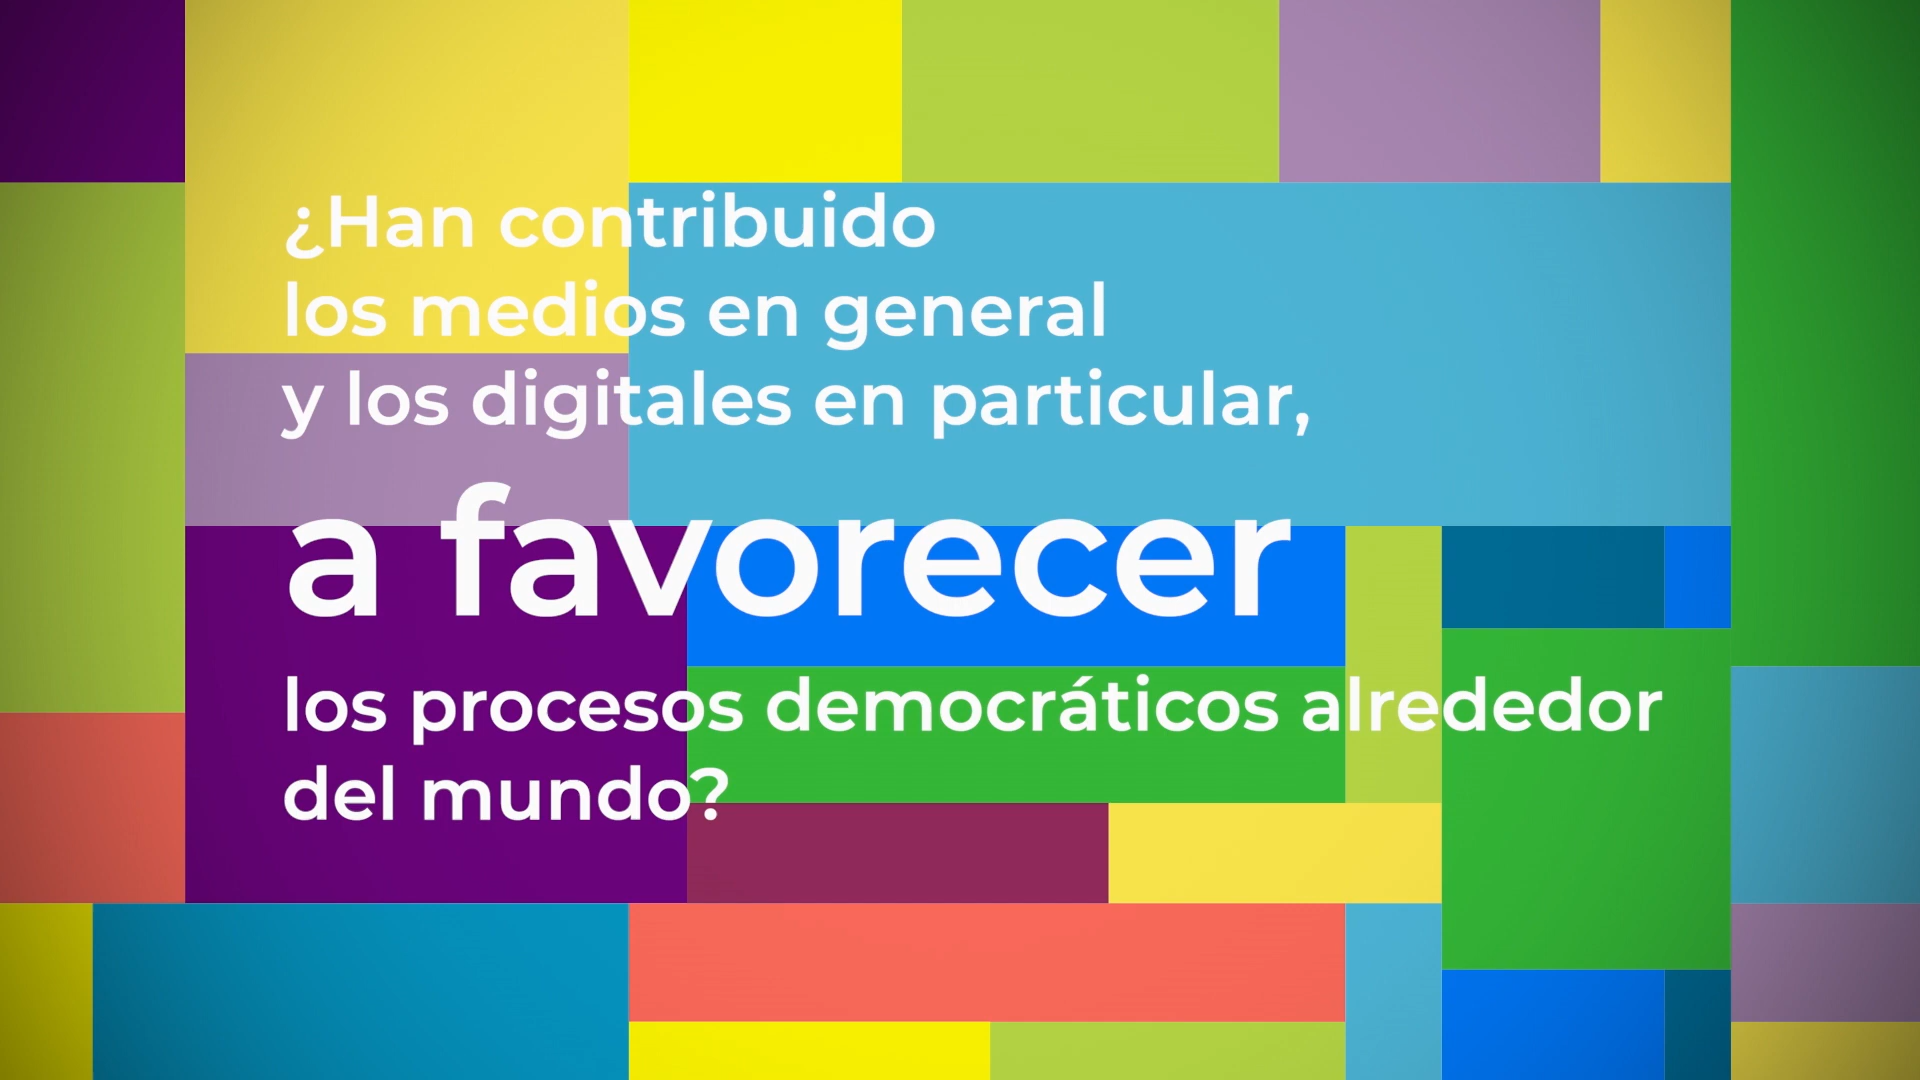 ¿Han contribuido
los medios en general
y los digitales en particular,
a favorecer
los procesos democráticos alrededor
del mundo?